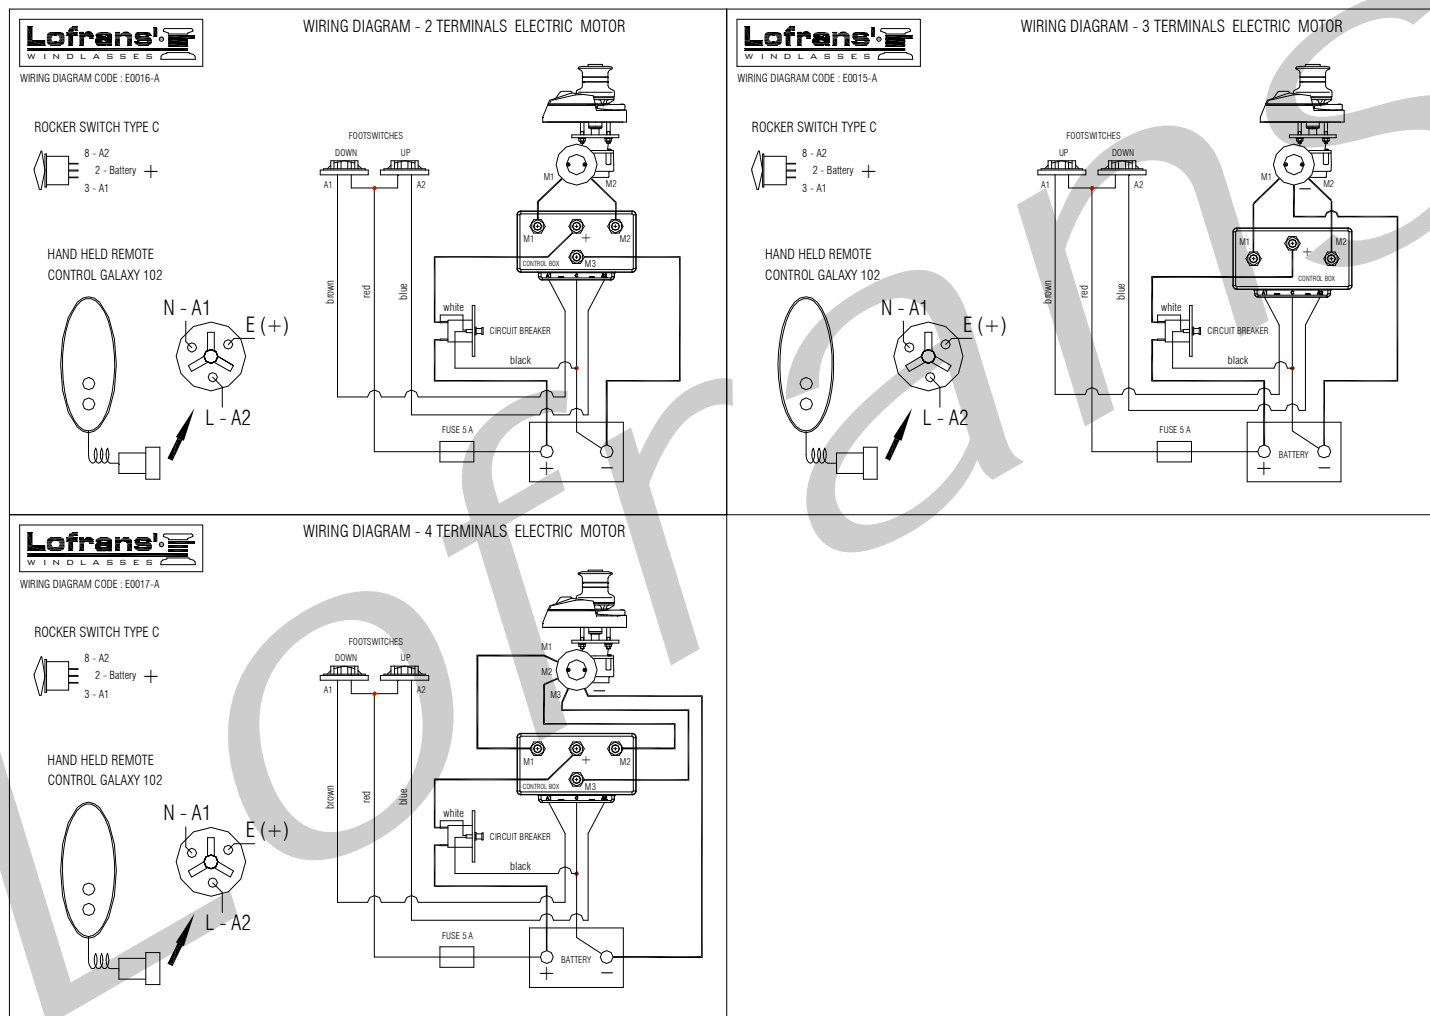 Lofrans'
WINDLASSES
WIRING DIAGRAM CODE : E0016-A
WIRING DIAGRAM - 2 TERMINALS ELECTRIC MOTOR
ROCKER SWITCH TYPE C
8 - A2
2 - Battery +
3 - A1
HAND HELD REMOTE
CONTROL GALAXY 102
N - A1
E (+)
L - A2
FOOTSWITCHES
DOWN
UP
A1
A2
brown
red
blue
M1
M2
M1
+
M2
M3
CONTROL BOX
white
CIRCUIT BREAKER
black
FUSE 5 A
+
−
Lofrans'
WINDLASSES
WIRING DIAGRAM CODE : E0015-A
WIRING DIAGRAM - 3 TERMINALS ELECTRIC MOTOR
ROCKER SWITCH TYPE C
8 - A2
2 - Battery +
3 - A1
HAND HELD REMOTE
CONTROL GALAXY 102
N - A1
E (+)
L - A2
FOOTSWITCHES
UP
DOWN
A1
A2
brown
red
blue
M1
M2
−
M1
+
M2
CONTROL BOX
white
CIRCUIT BREAKER
black
FUSE 5 A
BATTERY
+
−
Lofrans'
WINDLASSES
WIRING DIAGRAM CODE : E0017-A
WIRING DIAGRAM - 4 TERMINALS ELECTRIC MOTOR
ROCKER SWITCH TYPE C
8 - A2
2 - Battery +
3 - A1
HAND HELD REMOTE
CONTROL GALAXY 102
N - A1
E (+)
L - A2
FOOTSWITCHES
DOWN
UP
A1
A2
brown
red
blue
M1
M2
M3
−
M1
+
M2
M3
CONTROL BOX
white
CIRCUIT BREAKER
black
FUSE 5 A
BATTERY
+
−
Lofrans